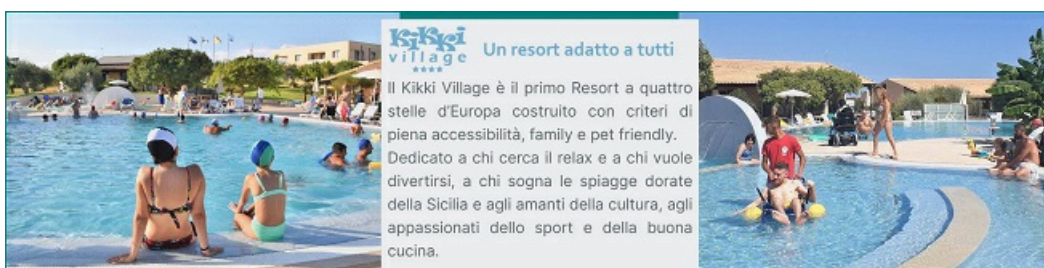 KiKKi
village
Un resort adatto a tutti
Il Kikki Village è il primo Resort a quattro
stelle d’Europa costruito con criteri di
piena accessibilità, family e pet friendly.
Dedicato a chi cerca il relax e a chi vuole
divertirsi, a chi sogna le spiagge dorate
della Sicilia e agli amanti della cultura, agli
appassionati dello sport e della buona
cucina.